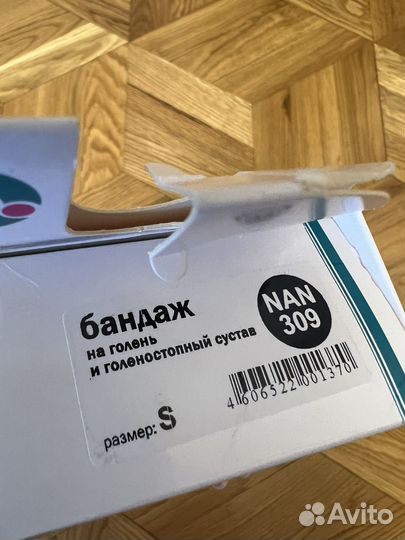 бандаж
на голень
и голеностопный сустав
NAN
309
4 606522 001370
размер: S
Avito